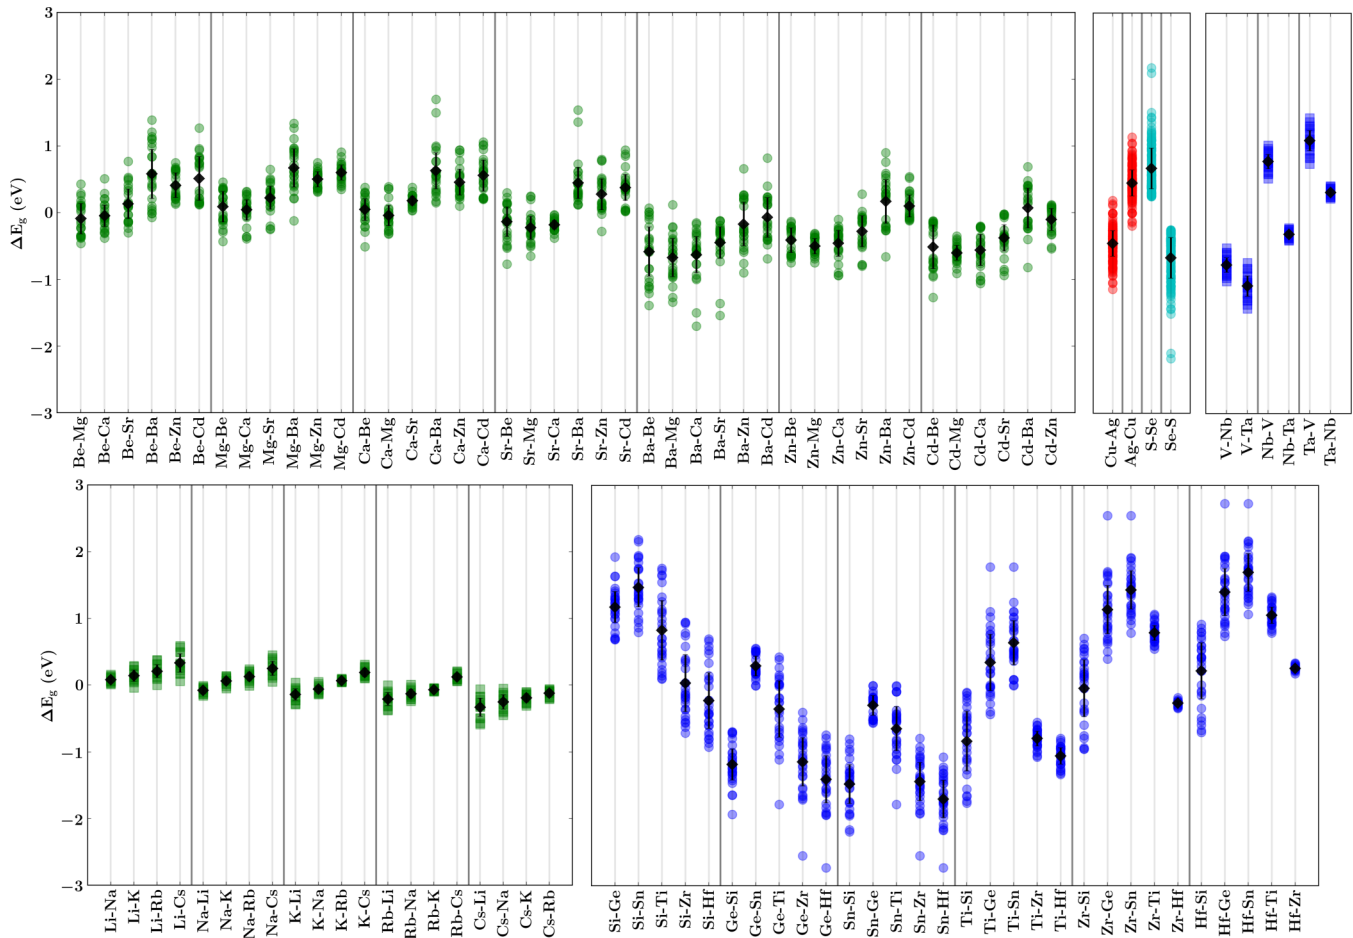 3
2
1
0
−1
−2
−3
ΔE_g (eV)
Be-Mg
Be-Ca
Be-Sr
Be-Ba
Be-Zn
Be-Cd
Mg-Be
Mg-Ca
Mg-Sr
Mg-Ba
Mg-Zn
Mg-Cd
Ca-Be
Ca-Mg
Ca-Sr
Ca-Ba
Ca-Zn
Ca-Cd
Sr-Be
Sr-Mg
Sr-Ca
Sr-Ba
Sr-Zn
Sr-Cd
Ba-Be
Ba-Mg
Ba-Ca
Ba-Sr
Ba-Zn
Ba-Cd
Zn-Be
Zn-Mg
Zn-Ca
Zn-Sr
Zn-Ba
Zn-Cd
Cd-Be
Cd-Mg
Cd-Ca
Cd-Sr
Cd-Ba
Cd-Zn
Cu-Ag
Ag-Cu
S-Se
Se-S
V-Nb
V-Ta
Nb-V
Nb-Ta
Ta-V
Ta-Nb
3
2
1
0
−1
−2
−3
ΔE_g (eV)
Li-Na
Li-K
Li-Rb
Li-Cs
Na-Li
Na-K
Na-Rb
Na-Cs
K-Li
K-Na
K-Rb
K-Cs
Rb-Li
Rb-Na
Rb-K
Rb-Cs
Cs-Li
Cs-Na
Cs-K
Cs-Rb
Si-Ge
Si-Sn
Si-Ti
Si-Zr
Si-Hf
Ge-Si
Ge-Sn
Ge-Ti
Ge-Zr
Ge-Hf
Sn-Si
Sn-Ge
Sn-Ti
Sn-Zr
Sn-Hf
Ti-Si
Ti-Ge
Ti-Sn
Ti-Zr
Ti-Hf
Zr-Si
Zr-Ge
Zr-Sn
Zr-Ti
Zr-Hf
Hf-Si
Hf-Ge
Hf-Sn
Hf-Ti
Hf-Zr